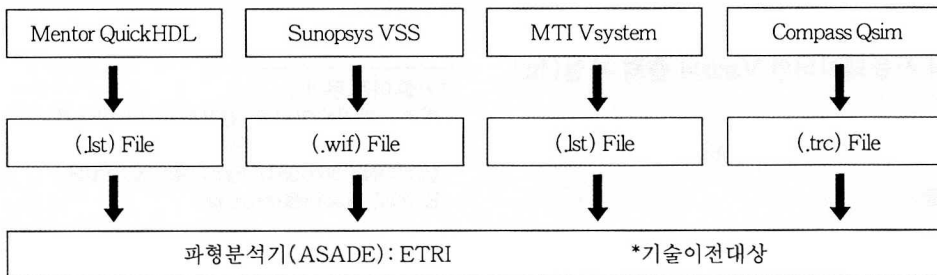 Mentor QuickHDL
Sunopsys VSS
MTI Vsystem
Compass Qsim
(.lst) File
(.wif) File
(.lst) File
(.trc) File
파형분석기(ASADE): ETRI *기술이전대상